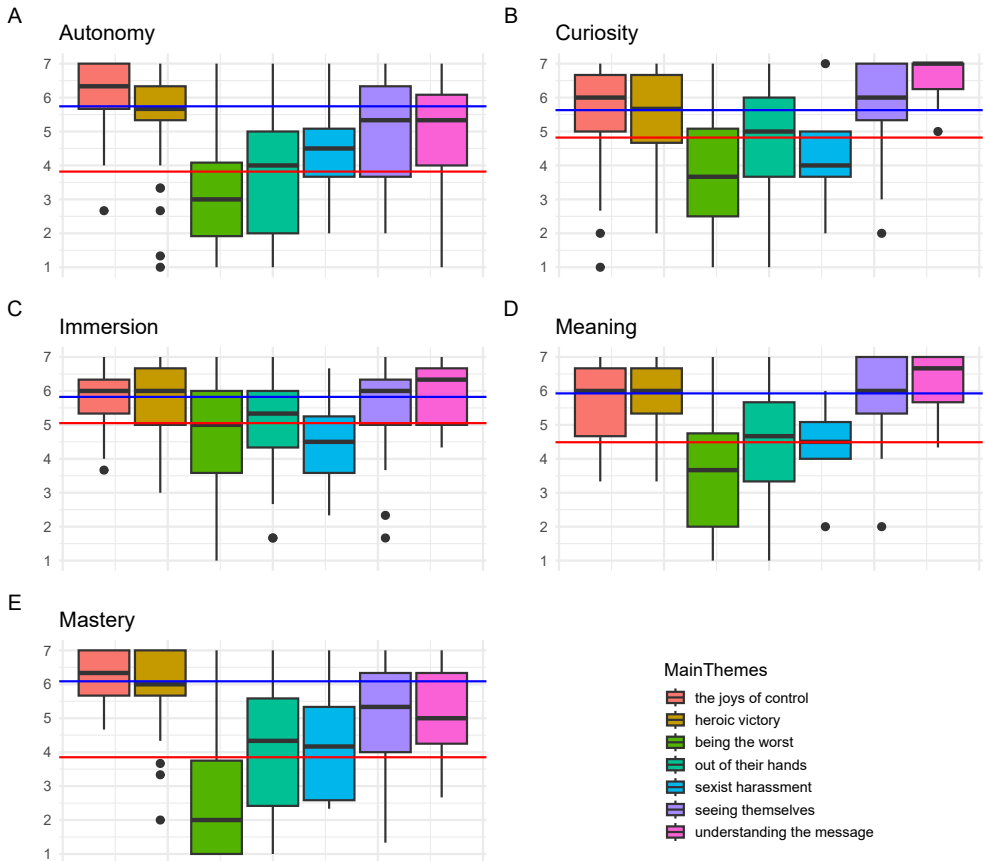 A
Autonomy
7
6
5
4
3
2
1
B
Curiosity
7
6
5
4
3
2
1
C
Immersion
7
6
5
4
3
2
1
D
Meaning
7
6
5
4
3
2
1
E
Mastery
7
6
5
4
3
2
1
MainThemes
the joys of control
heroic victory
being the worst
out of their hands
sexist harassment
seeing themselves
understanding the message